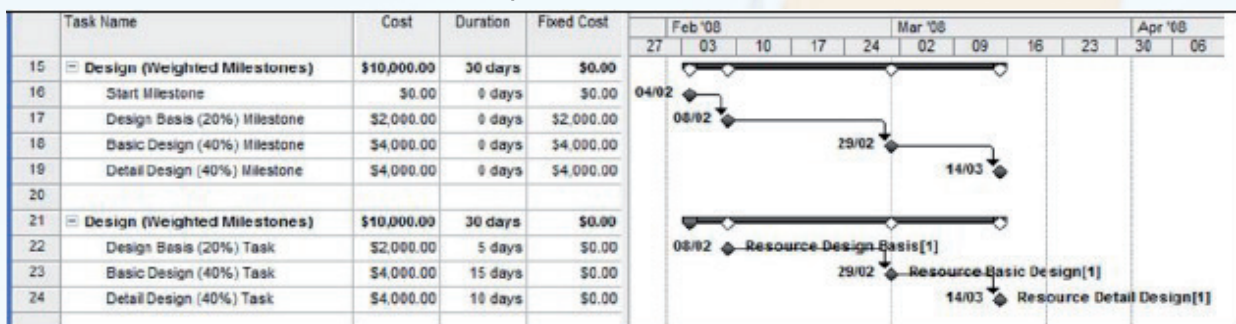 Task Name Cost Duration Fixed Cost Feb '08 Mar '08 Apr '08
27 03 10 17 24 02 09 16 23 30 06
15 Design (Weighted Milestones) $10,000.00 30 days $0.00
16 Start Milestone $0.00 0 days $0.00 04/02
17 Design Basis (20%) Milestone $2,000.00 0 days $2,000.00 08/02
18 Basic Design (40%) Milestone $4,000.00 0 days $4,000.00 29/02
19 Detail Design (40%) Milestone $4,000.00 0 days $4,000.00 14/03
20
21 Design (Weighted Milestones) $10,000.00 30 days $0.00
22 Design Basis (20%) Task $2,000.00 5 days $0.00 08/02 Resource Design Basis[1]
23 Basic Design (40%) Task $4,000.00 15 days $0.00 29/02 Resource Basic Design[1]
24 Detail Design (40%) Task $4,000.00 10 days $0.00 14/03 Resource Detail Design[1]